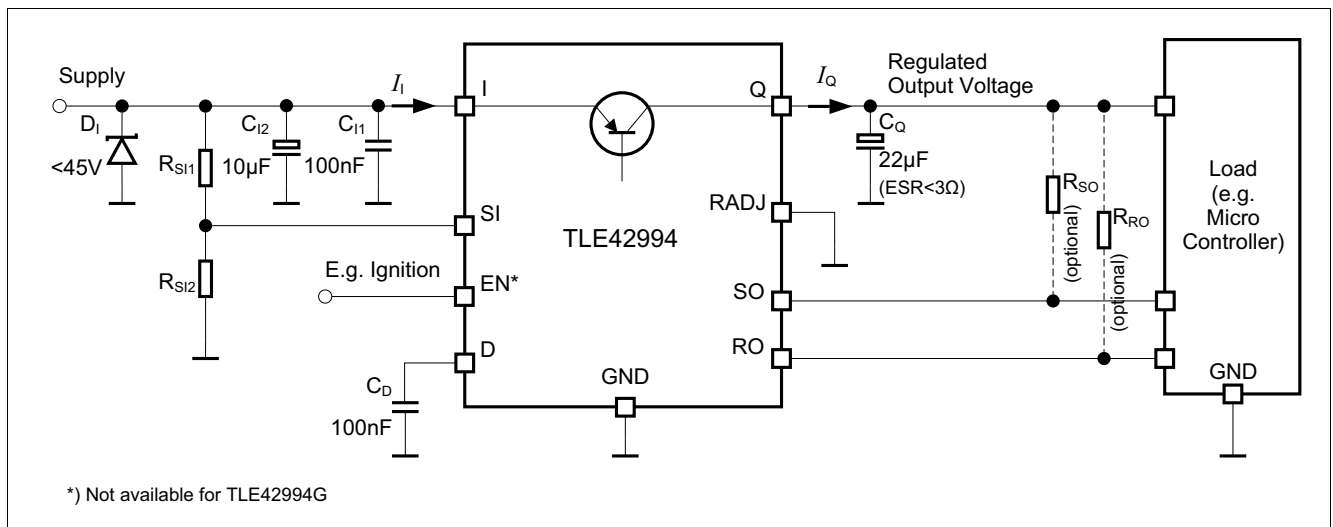 Supply
D_I
<45V
R_SI1
C_I2
10µF
C_I1
100nF
I_I
I
Q
I_Q
Regulated
Output Voltage
C_Q
22µF
(ESR<3Ω)
R_SO
(optional)
R_RO
(optional)
Load
(e.g.
Micro
Controller)
SI
TLE42994
RADJ
R_SI2
E.g. Ignition
EN*
SO
D
RO
C_D
100nF
GND
GND
*) Not available for TLE42994G